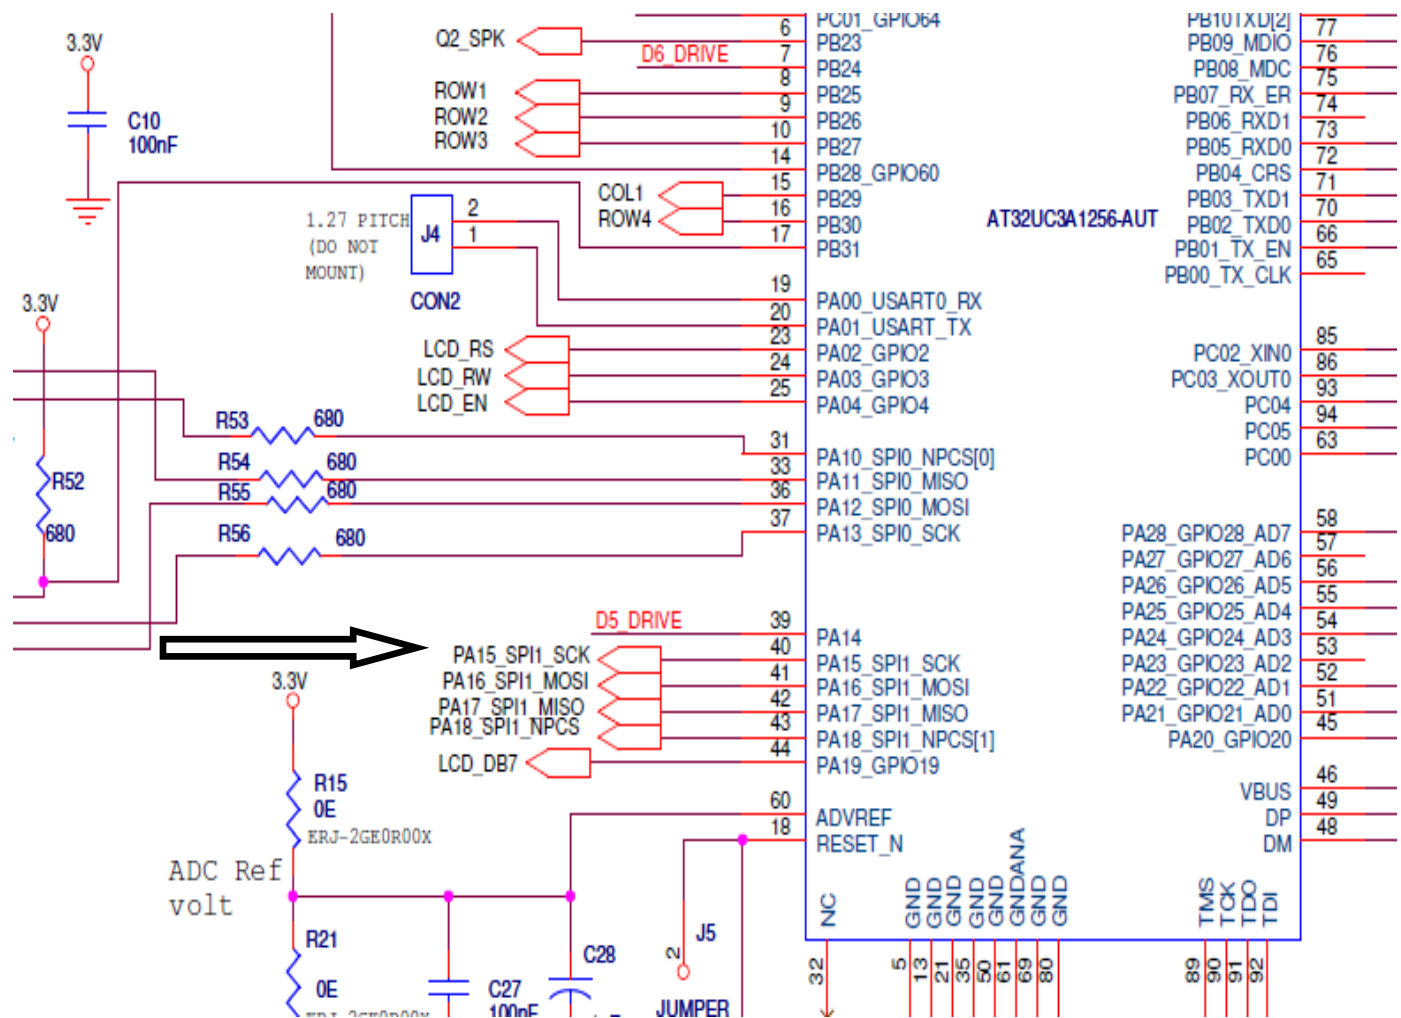 3.3V
C10
100nF
Q2_SPK
D6_DRIVE
ROW1
ROW2
ROW3
COL1
ROW4
1.27 PITCH
(DO NOT
MOUNT)
J4
2
1
CON2
3.3V
LCD_RS
LCD_RW
LCD_EN
R53 680
R54 680
R55 680
R56 680
R52
680
D5_DRIVE
PA15_SPI1_SCK
PA16_SPI1_MOSI
PA17_SPI1_MISO
PA18_SPI1_NPCS
LCD_DB7
3.3V
R15
0E
ERJ-2GE0R00X
ADC Ref
volt
R21
0E
ERJ-2GE0R00X
C27
100nF
C28
J5
2
JUMPER
PC01_GPIO64
6 PB23
7 PB24
8 PB25
9 PB26
10 PB27
14 PB28_GPIO60
15 PB29
16 PB30
17 PB31
19 PA00_USART0_RX
20 PA01_USART_TX
23 PA02_GPIO2
24 PA03_GPIO3
25 PA04_GPIO4
31 PA10_SPI0_NPCS[0]
33 PA11_SPI0_MISO
36 PA12_SPI0_MOSI
37 PA13_SPI0_SCK
39 PA14
40 PA15_SPI1_SCK
41 PA16_SPI1_MOSI
42 PA17_SPI1_MISO
43 PA18_SPI1_NPCS[1]
44 PA19_GPIO19
60 ADVREF
18 RESET_N
AT32UC3A1256-AUT
PB10TXD[2]
PB09_MDIO 77
PB08_MDC 76
PB07_RX_ER 75
PB06_RXD1 74
PB05_RXD0 73
PB04_CRS 72
PB03_TXD1 71
PB02_TXD0 70
PB01_TX_EN 66
PB00_TX_CLK 65
PC02_XIN0 85
PC03_XOUT0 86
PC04 93
PC05 94
PC00 63
PA28_GPIO28_AD7 58
PA27_GPIO27_AD6 57
PA26_GPIO26_AD5 56
PA25_GPIO25_AD4 55
PA24_GPIO24_AD3 54
PA23_GPIO23_AD2 53
PA22_GPIO22_AD1 52
PA21_GPIO21_AD0 51
PA20_GPIO20 45
VBUS 46
DP 49
DM 48
NC GND GND GND GND GND GNDANA GND GND TMS TCK TDO TDI
32 5 13 21 35 50 61 69 80 89 90 91 92